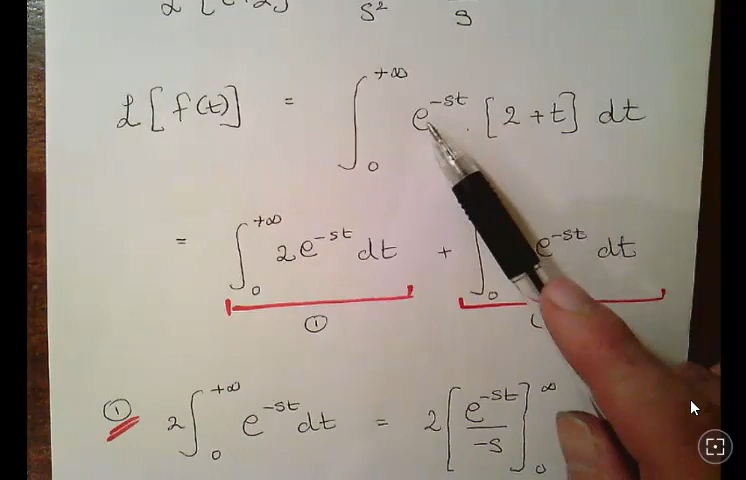 s² s
ℒ[f(t)] = ∫₀⁺∞ e⁻ˢᵗ . [2 + t] dt
= ∫₀⁺∞ 2e⁻ˢᵗ dt + ∫₀ e⁻ˢᵗ dt
①
① 2∫₀⁺∞ e⁻ˢᵗ dt = 2[e⁻ˢᵗ/-s]₀^∞